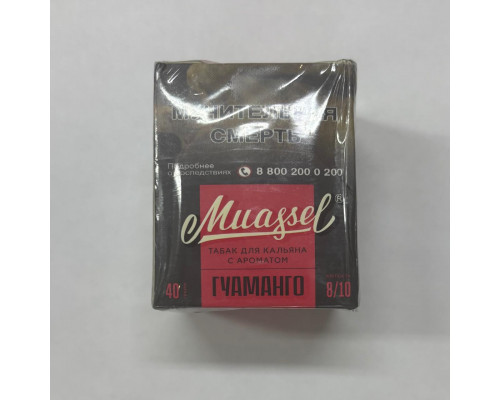 МУЧИТЕЛЬНАЯ
СМЕРТЬ
Подробнее
о последствиях 8 800 200 0 200
Muassel®
ТАБАК ДЛЯ КАЛЬЯНА
С АРОМАТОМ
ГУАМАНГО
40
8/10